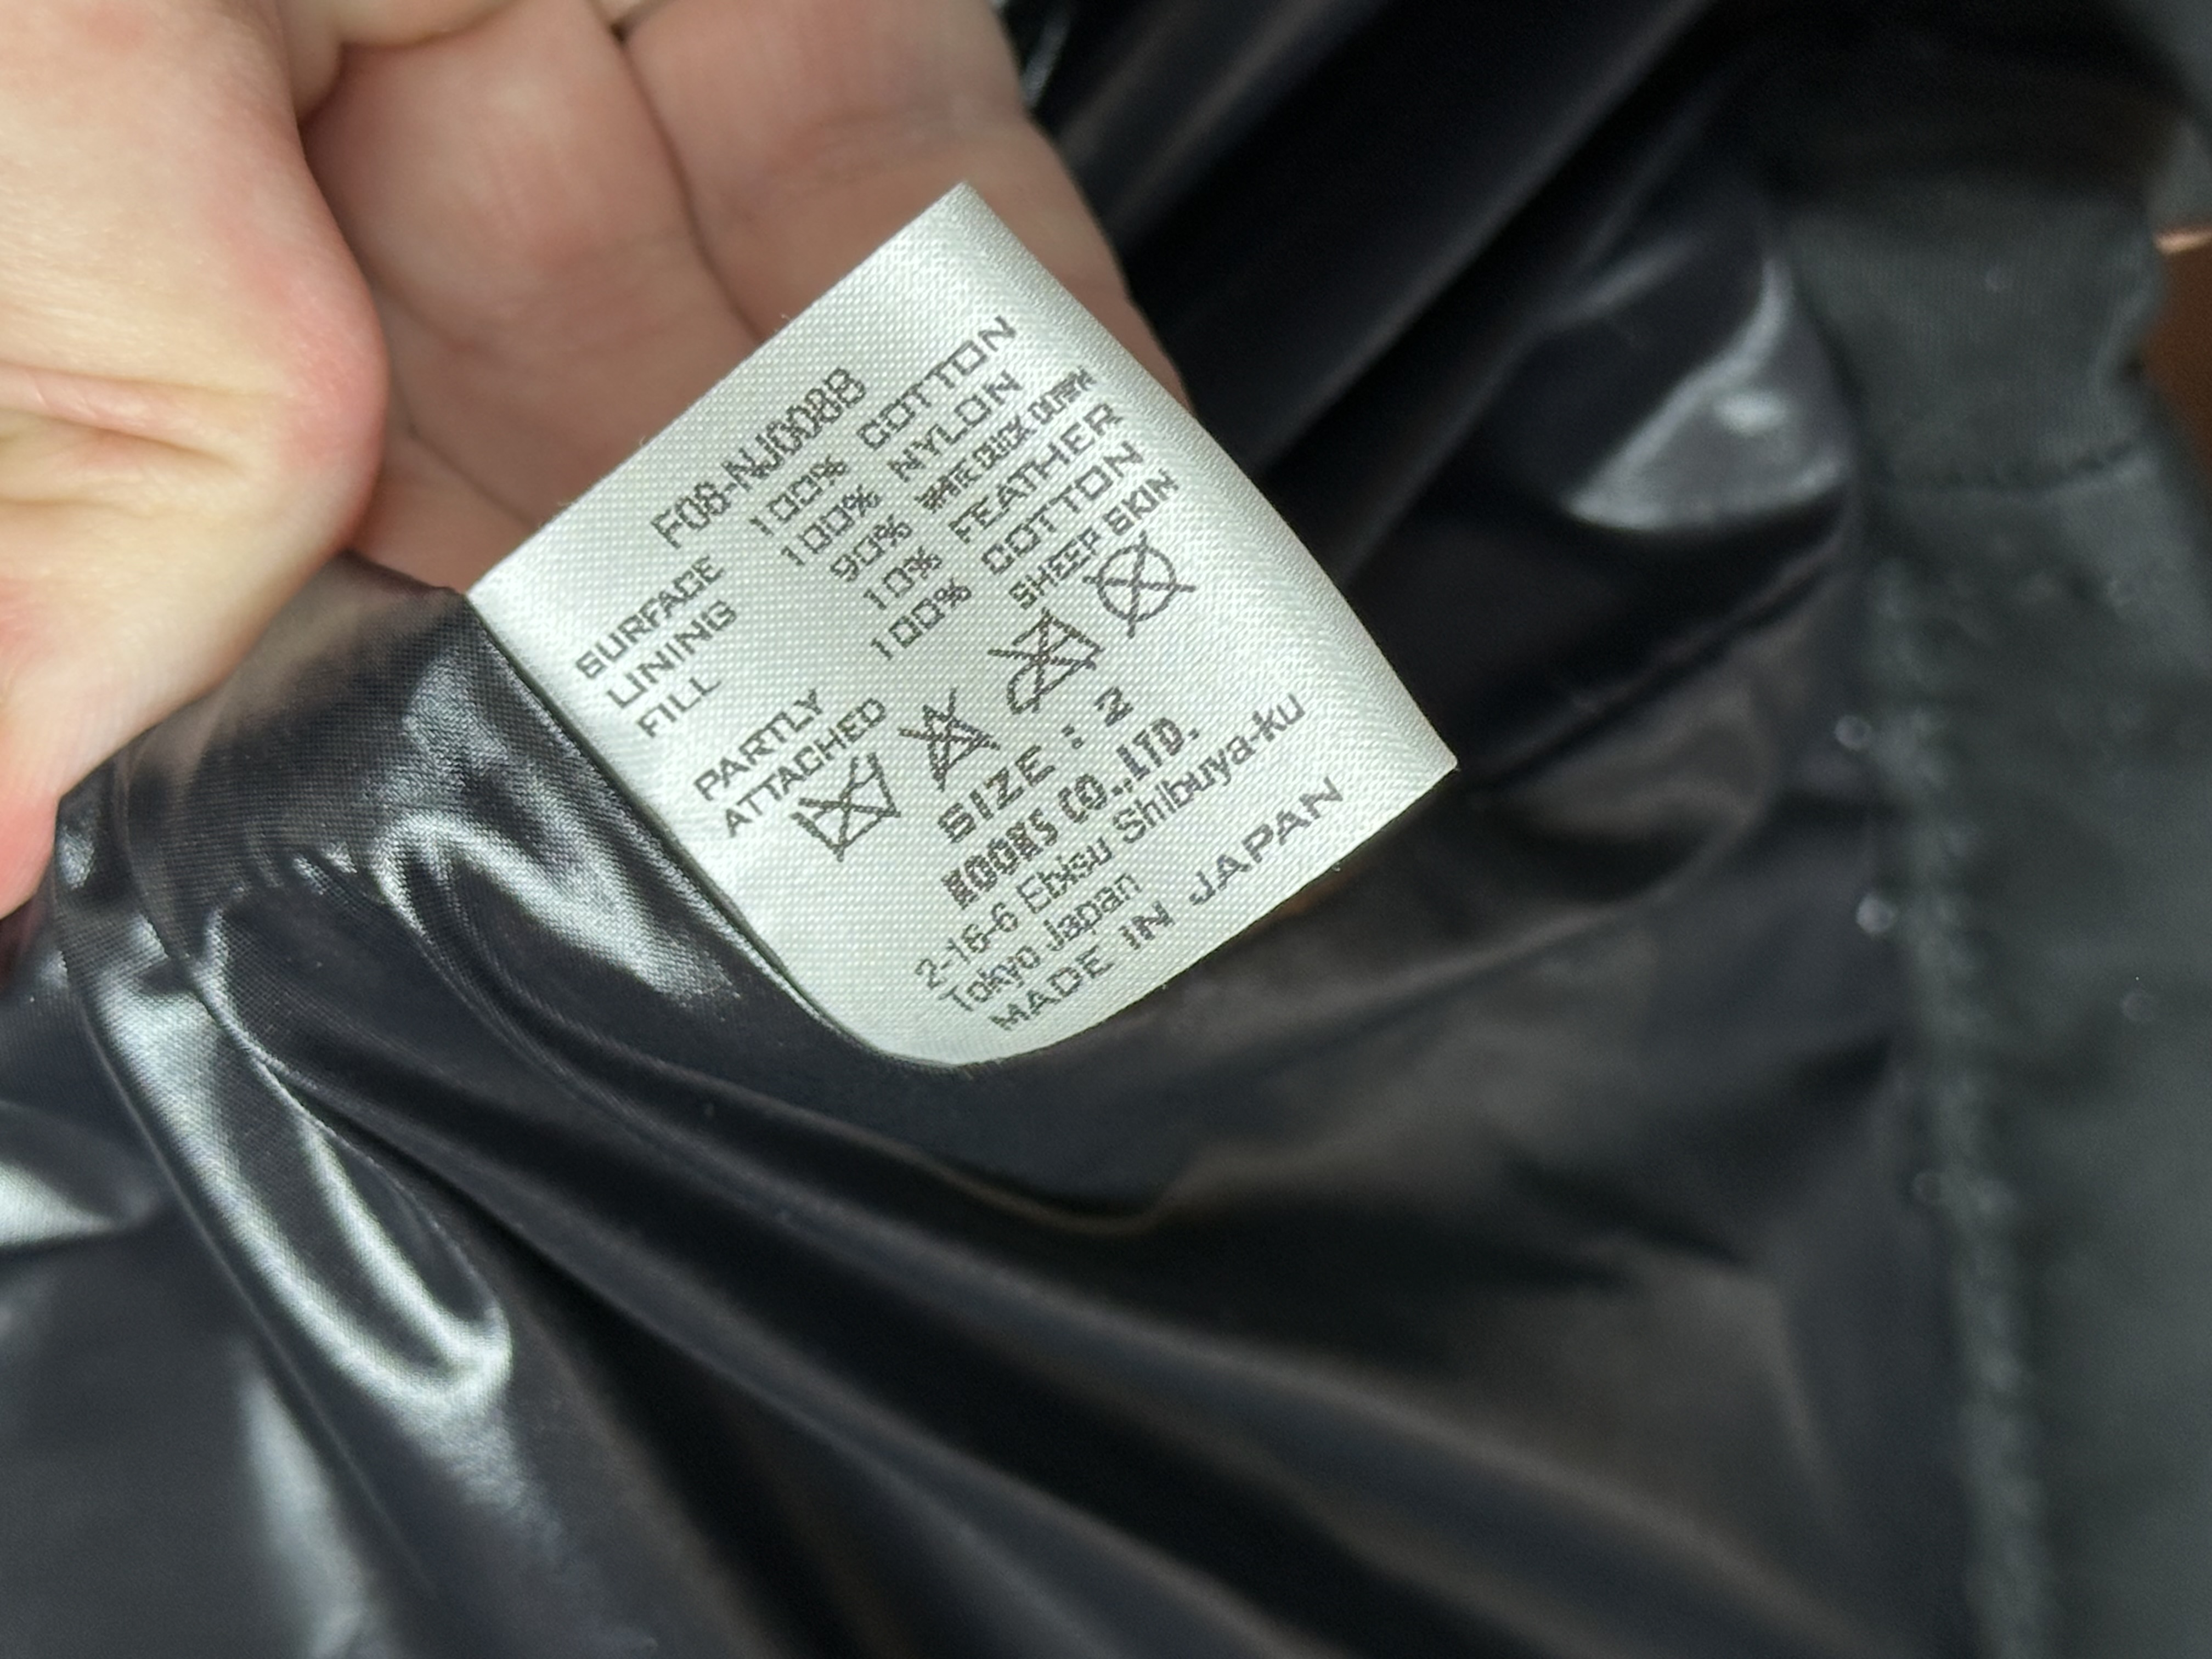 F08-NJ0088
SURFACE 100% COTTON
LINING 100% NYLON
FILL 90% WHITE DUCK DOWN
10% FEATHER
100% COTTON
PARTLY
ATTACHED SHEEP SKIN
SIZE : 2
CO.,LTD.
2-16-6 Ebisu Shibuya-ku
Tokyo Japan
MADE IN JAPAN